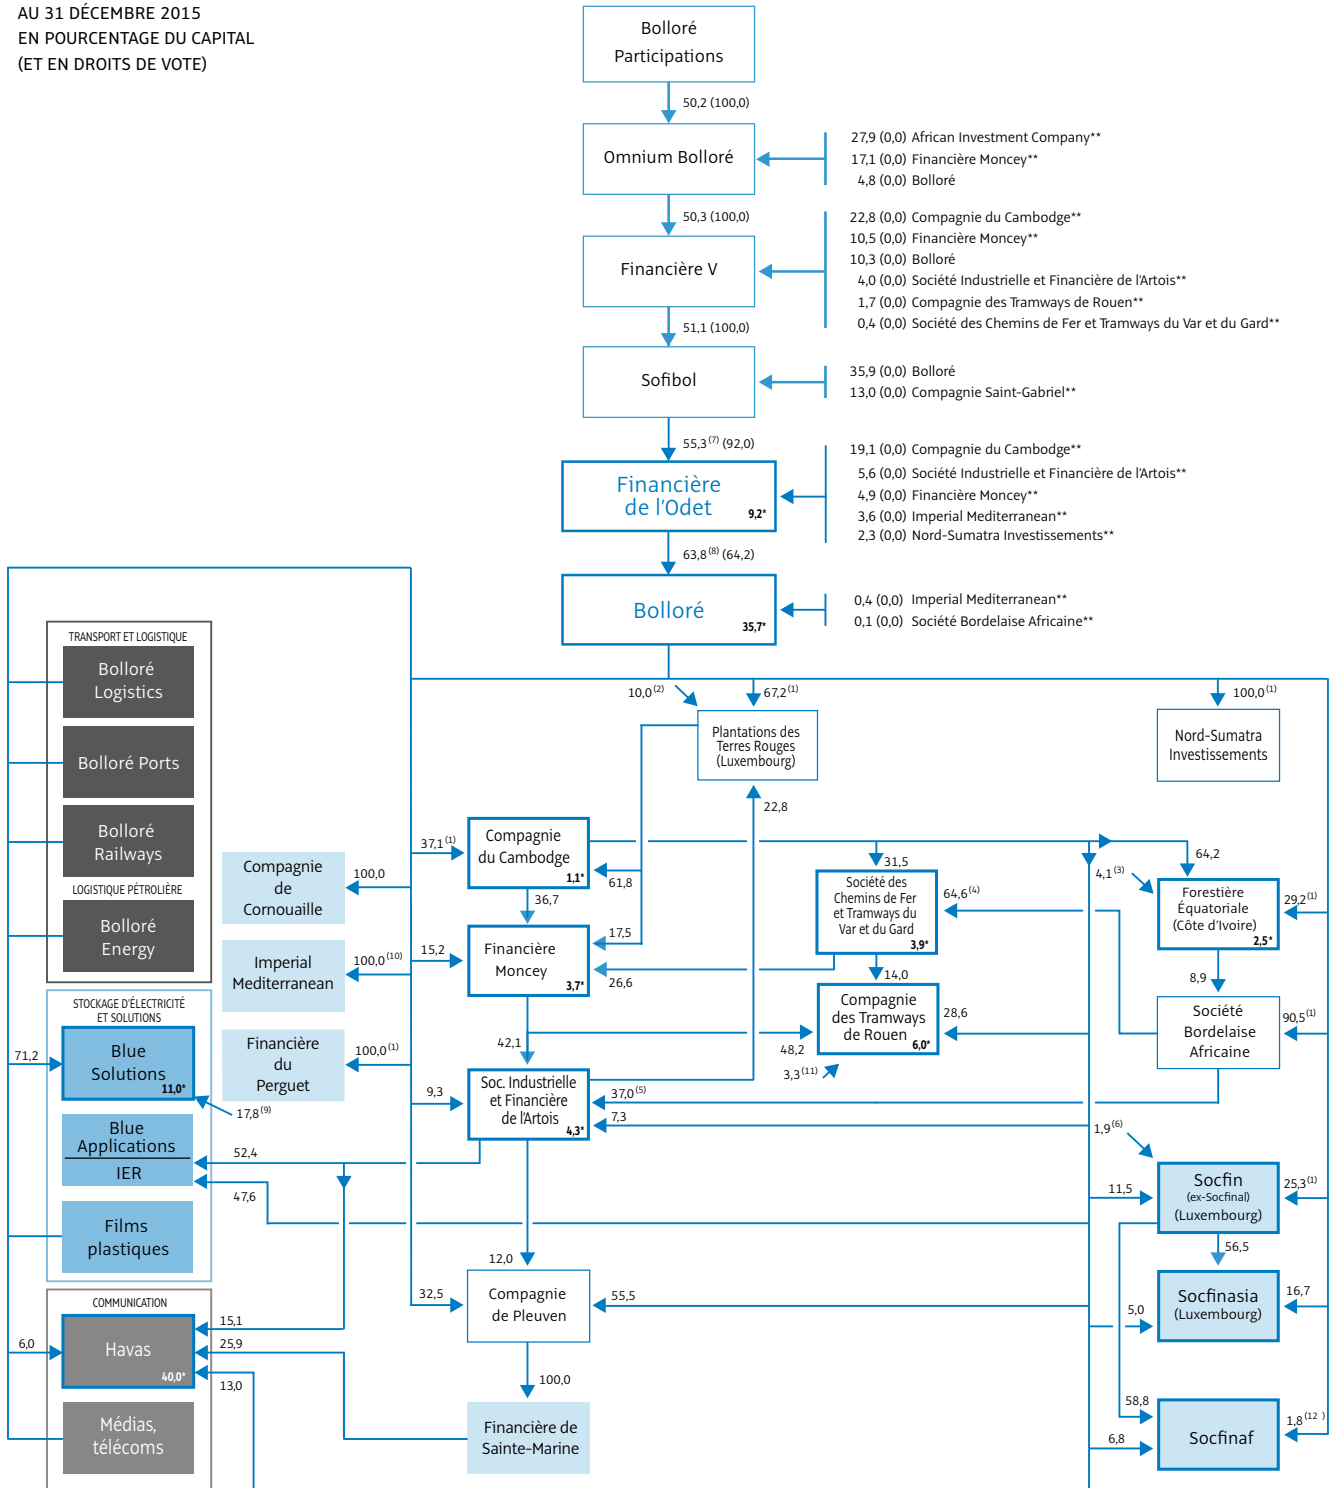 AU 31 DÉCEMBRE 2015
EN POURCENTAGE DU CAPITAL
(ET EN DROITS DE VOTE)
Bolloré
Participations
50,2 (100,0)
Omnium Bolloré
27,9 (0,0) African Investment Company**
17,1 (0,0) Financière Moncey**
4,8 (0,0) Bolloré
50,3 (100,0)
Financière V
22,8 (0,0) Compagnie du Cambodge**
10,5 (0,0) Financière Moncey**
10,3 (0,0) Bolloré
4,0 (0,0) Société Industrielle et Financière de l'Artois**
1,7 (0,0) Compagnie des Tramways de Rouen**
0,4 (0,0) Société des Chemins de Fer et Tramways du Var et du Gard**
51,1 (100,0)
Sofibol
35,9 (0,0) Bolloré
13,0 (0,0) Compagnie Saint-Gabriel**
55,3(7) (92,0)
Financière
de l'Odet
9,2*
19,1 (0,0) Compagnie du Cambodge**
5,6 (0,0) Société Industrielle et Financière de l'Artois**
4,9 (0,0) Financière Moncey**
3,6 (0,0) Imperial Mediterranean**
2,3 (0,0) Nord-Sumatra Investissements**
63,8(8) (64,2)
Bolloré
35,7*
0,4 (0,0) Imperial Mediterranean**
0,1 (0,0) Société Bordelaise Africaine**
TRANSPORT ET LOGISTIQUE
Bolloré
Logistics
Bolloré Ports
Bolloré
Railways
LOGISTIQUE PÉTROLIÈRE
Bolloré
Energy
STOCKAGE D'ÉLECTRICITÉ
ET SOLUTIONS
71,2
Blue
Solutions
11,0*
17,8(9)
Blue
Applications
IER
52,4
47,6
Films
plastiques
COMMUNICATION
6,0
Havas
40,0*
15,1
25,9
13,0
Médias,
télécoms
Compagnie
de
Cornouaille
100,0
Imperial
Mediterranean
100,0(10)
Financière
du
Perguet
100,0(1)
10,0(2)
67,2(1)
Plantations des
Terres Rouges
(Luxembourg)
22,8
100,0(1)
Nord-Sumatra
Investissements
37,1(1)
Compagnie
du Cambodge
1,1*
61,8
36,7
15,2
Financière
Moncey
3,7*
17,5
26,6
42,1
9,3
Soc. Industrielle
et Financière
de l'Artois
4,3*
37,0(5)
7,3
12,0
32,5
Compagnie
de Pleuven
55,5
100,0
Financière de
Sainte-Marine
31,5
Société des
Chemins de Fer
et Tramways du
Var et du Gard
3,9*
64,6(4)
14,0
Compagnie
des Tramways
de Rouen
6,0*
28,6
48,2
3,3(11)
64,2
4,1(3)
Forestière
Équatoriale
(Côte d'Ivoire)
2,5*
29,2(1)
8,9
Société
Bordelaise
Africaine
90,5(1)
1,9(6)
11,5
Socfin
(ex-Socfinal)
(Luxembourg)
25,3(1)
56,5
5,0
Socfinasia
(Luxembourg)
16,7
58,8
6,8
Socfinaf
1,8(12 )